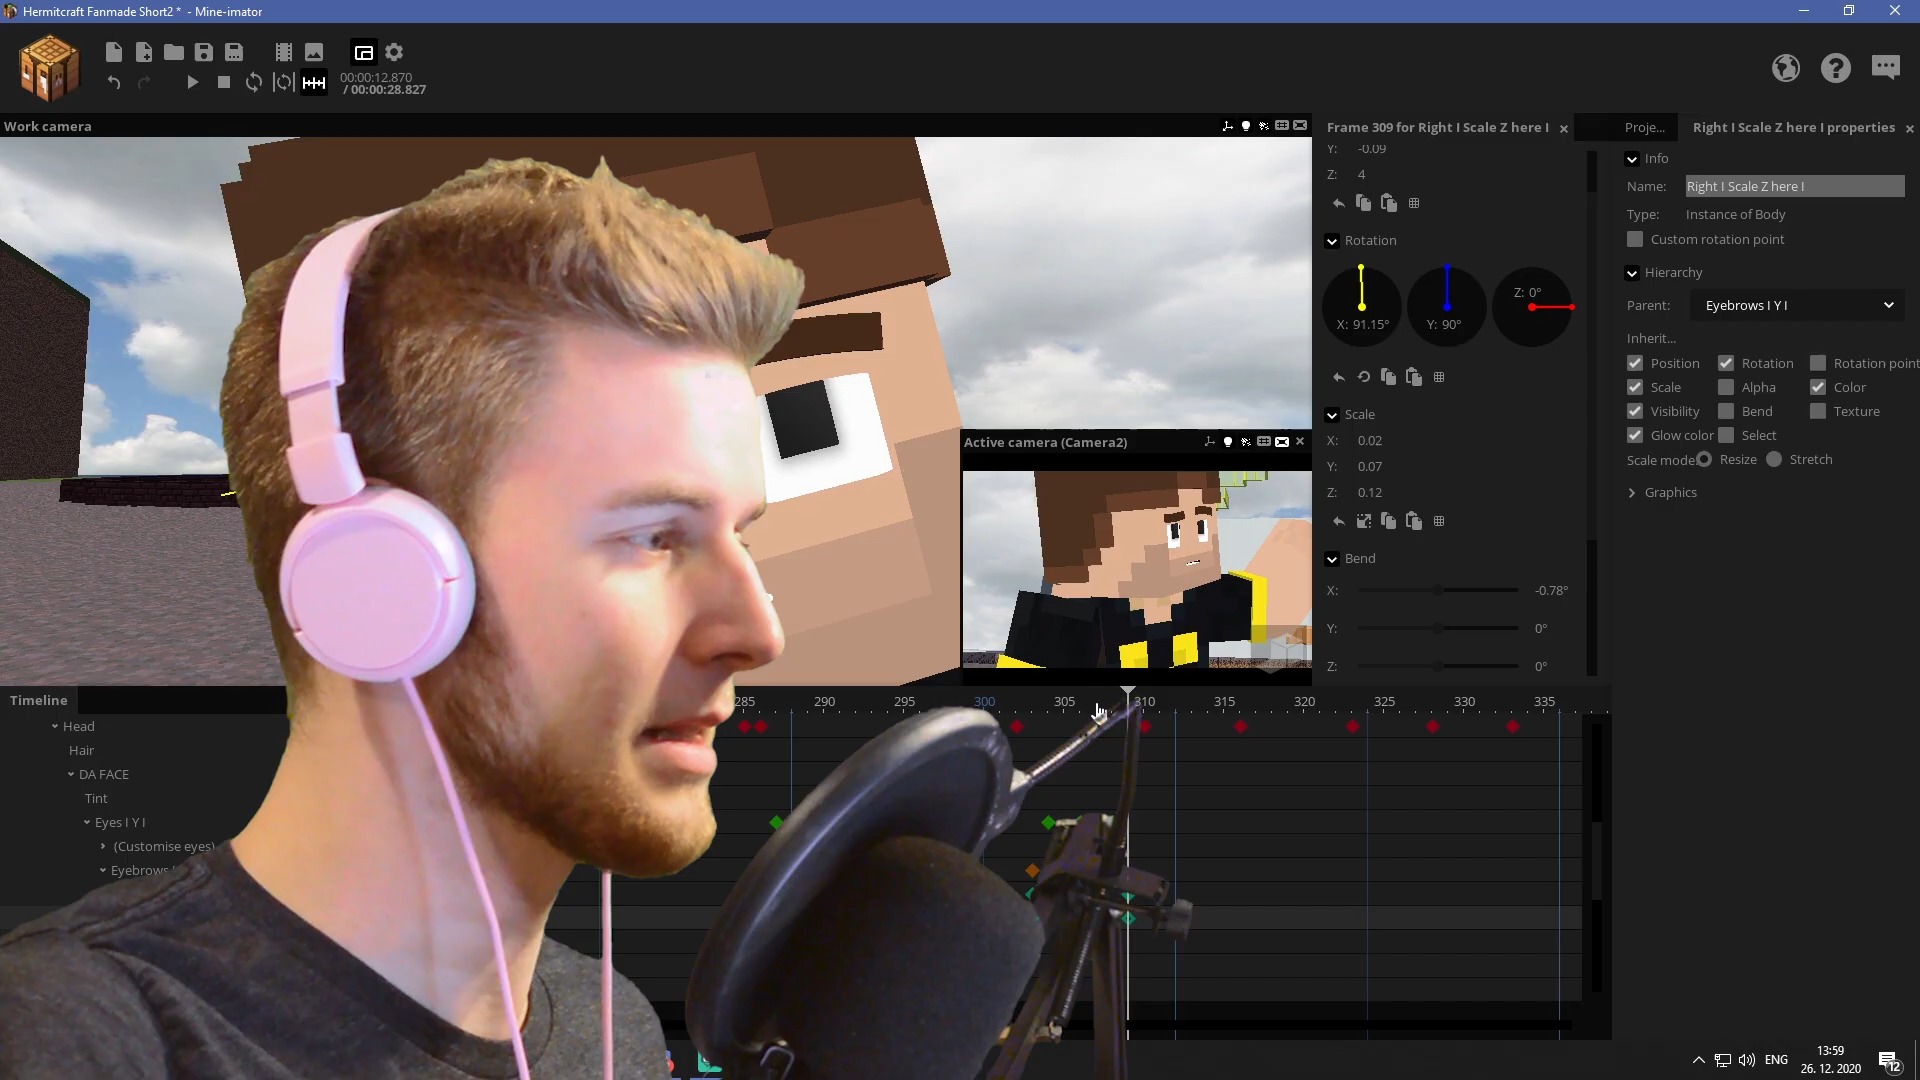 Hermitcraft Fanmade Short2 * - Mine-imator
00:00:12.870
/ 00:00:28.827
Work camera
Frame 309 for Right I Scale Z here I
Proje...
Right I Scale Z here I properties
Y: -0.09
Z: 4
Rotation
X: 91.15°
Y: 90°
Z: 0°
Scale
X: 0.02
Y: 0.07
Z: 0.12
Bend
X: -0.78°
Y: 0°
Z: 0°
Info
Name: Right I Scale Z here I
Type: Instance of Body
Custom rotation point
Hierarchy
Parent: Eyebrows I Y I
Inherit...
Position Rotation Rotation point
Scale Alpha Color
Visibility Bend Texture
Glow color Select
Scale mode: Resize Stretch
Graphics
Active camera (Camera2)
Timeline
285 290 295 300 305 310 315 320 325 330 335
Head
Hair
DA FACE
Tint
Eyes I Y I
(Customise eyes)
Eyebrows
ENG
13:59
26. 12. 2020
12